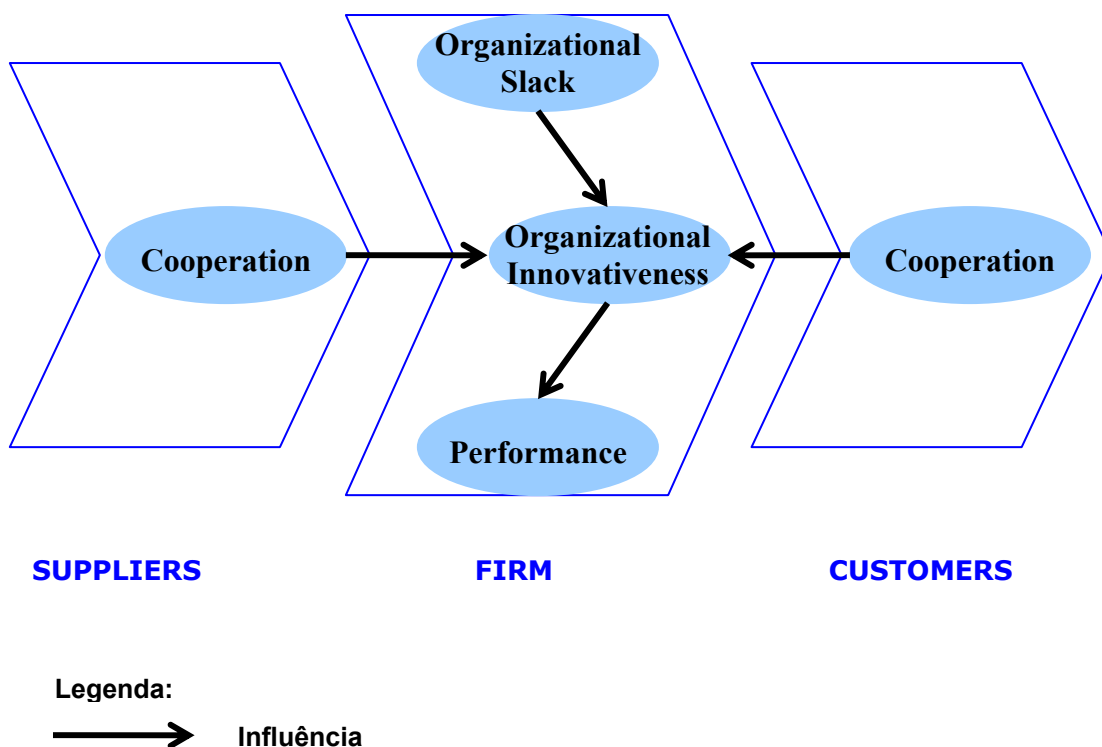 Organizational
Slack
Cooperation
Organizational
Innovativeness
Cooperation
Performance
SUPPLIERS
FIRM
CUSTOMERS
Legenda:
Influência